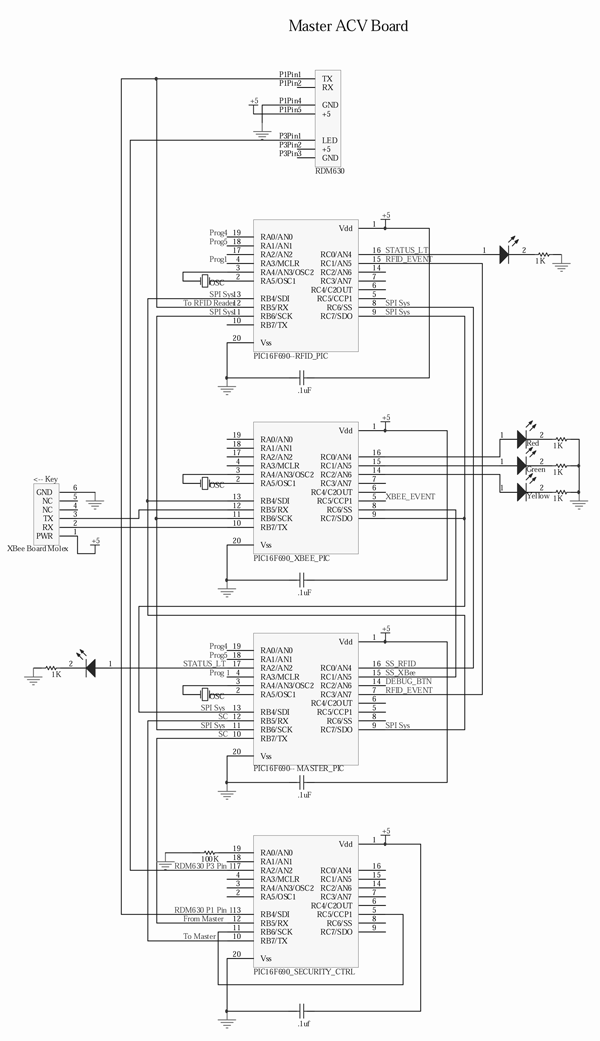 Master ACV Board
P1Pin1 TX
P1Pin2 RX
+5 P1Pin4 GND
P1Pin5 +5
P3Pin1 LED
P3Pin2 +5
P3Pin3 GND
RDM630
Vdd 1 +5
Prog4 19 RA0/AN0
Prog5 18 RA1/AN1
17 RA2/AN2 RC0/AN4 16 STATUS_LT 1 2
Prog1 4 RA3/MCLR RC1/AN5 15 RFID_EVENT 1K
3 RA4/AN3/OSC2 RC2/AN6 14
OSC 2 RA5/OSC1 RC3/AN7 7
RC4/C2OUT 6
SPI Sys 13 RB4/SDI RC5/CCP1 5
To RFID Reader 12 RB5/RX RC6/SS 8 SPI Sys
SPI Sys 11 RB6/SCK RC7/SDO 9 SPI Sys
10 RB7/TX
20 Vss
PIC16F690--RFID_PIC
.1uF
Vdd 1 +5
19 RA0/AN0
18 RA1/AN1
17 RA2/AN2 RC0/AN4 16 1 2 1K
Red
4 RA3/MCLR RC1/AN5 15 1 2 1K
Green
3 RA4/AN3/OSC2 RC2/AN6 14
OSC 2 RA5/OSC1 RC3/AN7 7 1 2 1K
Yellow
RC4/C2OUT 6
13 RB4/SDI RC5/CCP1 5 XBEE_EVENT
12 RB5/RX RC6/SS 8
11 RB6/SCK RC7/SDO 9
10 RB7/TX
20 Vss
PIC16F690_XBEE_PIC
.1uF
<-- Key
GND 6
NC 5
NC 4
TX 3
RX 2
PWR 1
+5
XBee Board Molex
Vdd 1 +5
Prog4 19 RA0/AN0
Prog5 18 RA1/AN1
1K 2 1 STATUS_LT 17 RA2/AN2 RC0/AN4 16 SS_RFID
Prog 1 4 RA3/MCLR RC1/AN5 15 SS_XBee
3 RA4/AN3/OSC2 RC2/AN6 14 DEBUG_BTN
OSC 2 RA5/OSC1 RC3/AN7 7 RFID_EVENT
RC4/C2OUT 6
SPI Sys 13 RB4/SDI RC5/CCP1 5
SC 12 RB5/RX RC6/SS 8
SPI Sys 11 RB6/SCK RC7/SDO 9 SPI Sys
SC 10 RB7/TX
20 Vss
PIC16F690-- MASTER_PIC
.1uF
Vdd 1 +5
100K 19 RA0/AN0
18 RA1/AN1
RDM630 P3 Pin 1 17 RA2/AN2 RC0/AN4 16
4 RA3/MCLR RC1/AN5 15
3 RA4/AN3/OSC2 RC2/AN6 14
2 RA5/OSC1 RC3/AN7 7
RC4/C2OUT 6
RDM630 P1 Pin 1 13 RB4/SDI RC5/CCP1 5
From Master 12 RB5/RX RC6/SS 8
11 RB6/SCK RC7/SDO 9
To Master 10 RB7/TX
20 Vss
PIC16F690_SECURITY_CTRL
.1uf